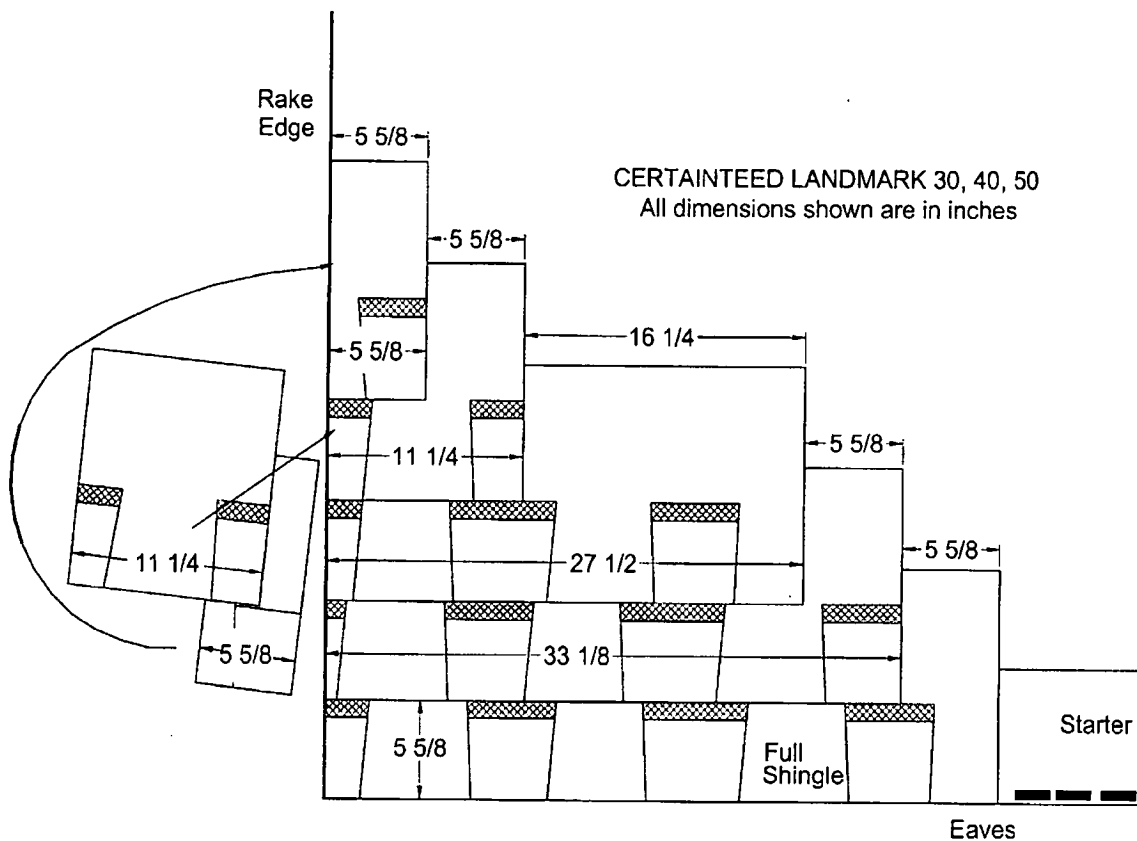 Rake
Edge
5 5/8
CERTAINTEED LANDMARK 30, 40, 50
All dimensions shown are in inches
5 5/8
16 1/4
5 5/8
5 5/8
11 1/4
5 5/8
11 1/4
27 1/2
5 5/8
33 1/8
5 5/8
Full
Shingle
Starter
Eaves